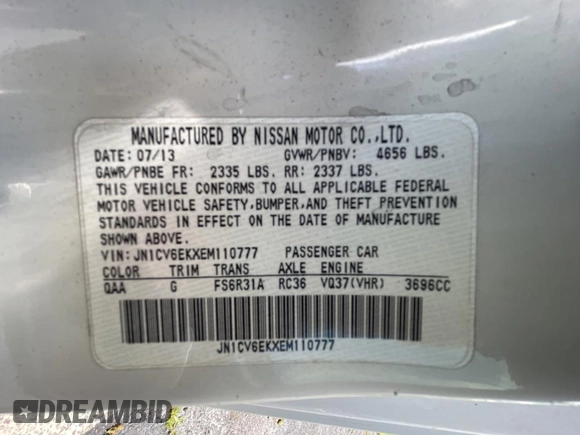 MANUFACTURED BY NISSAN MOTOR CO.,LTD.
DATE: 07/13 GVWR/PNBV: 4656 LBS.
GAWR/PNBE FR: 2335 LBS. RR: 2337 LBS.
THIS VEHICLE CONFORMS TO ALL APPLICABLE FEDERAL
MOTOR VEHICLE SAFETY,BUMPER,AND THEFT PREVENTION
STANDARDS IN EFFECT ON THE DATE OF MANUFACTURE
SHOWN ABOVE.
VIN: JN1CV6EKXEM110777 PASSENGER CAR
COLOR TRIM TRANS AXLE ENGINE
QAA G FS6R31A RC36 VQ37(VHR) 3696CC
JN1CV6EKXEM110777
DREAMBID